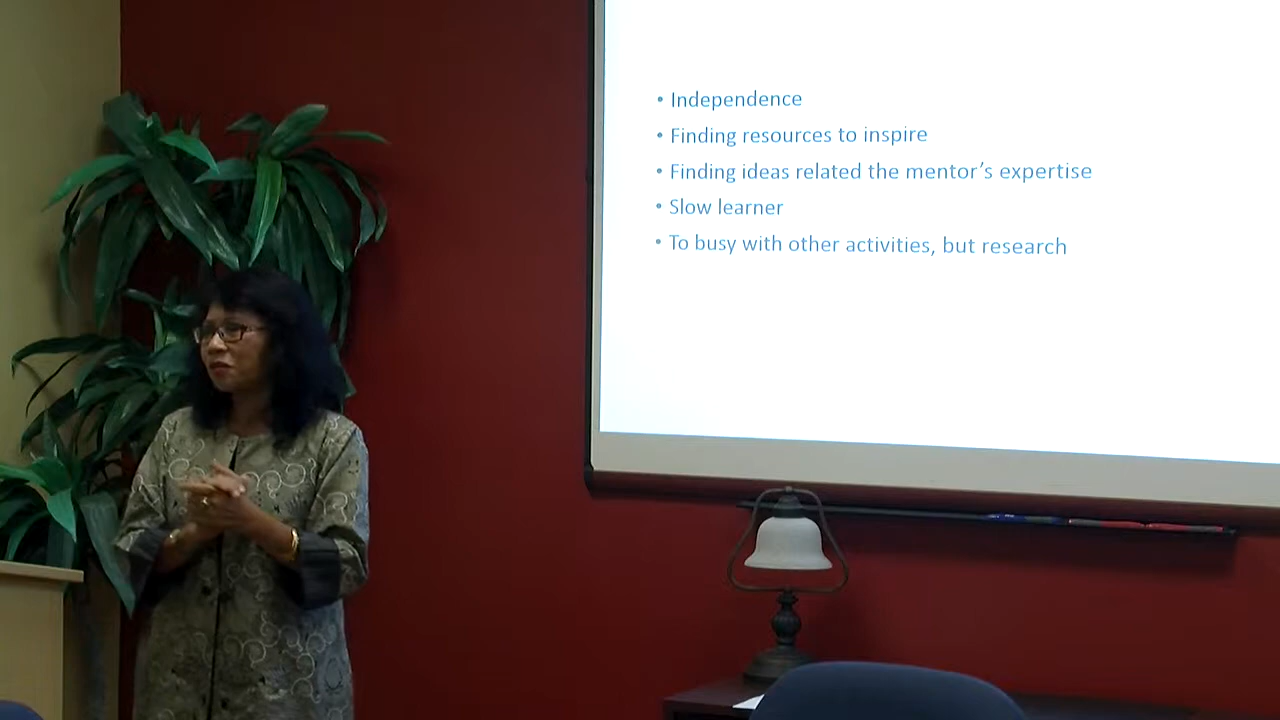 • Independence
• Finding resources to inspire
• Finding ideas related the mentor's expertise
• Slow learner
• To busy with other activities, but research